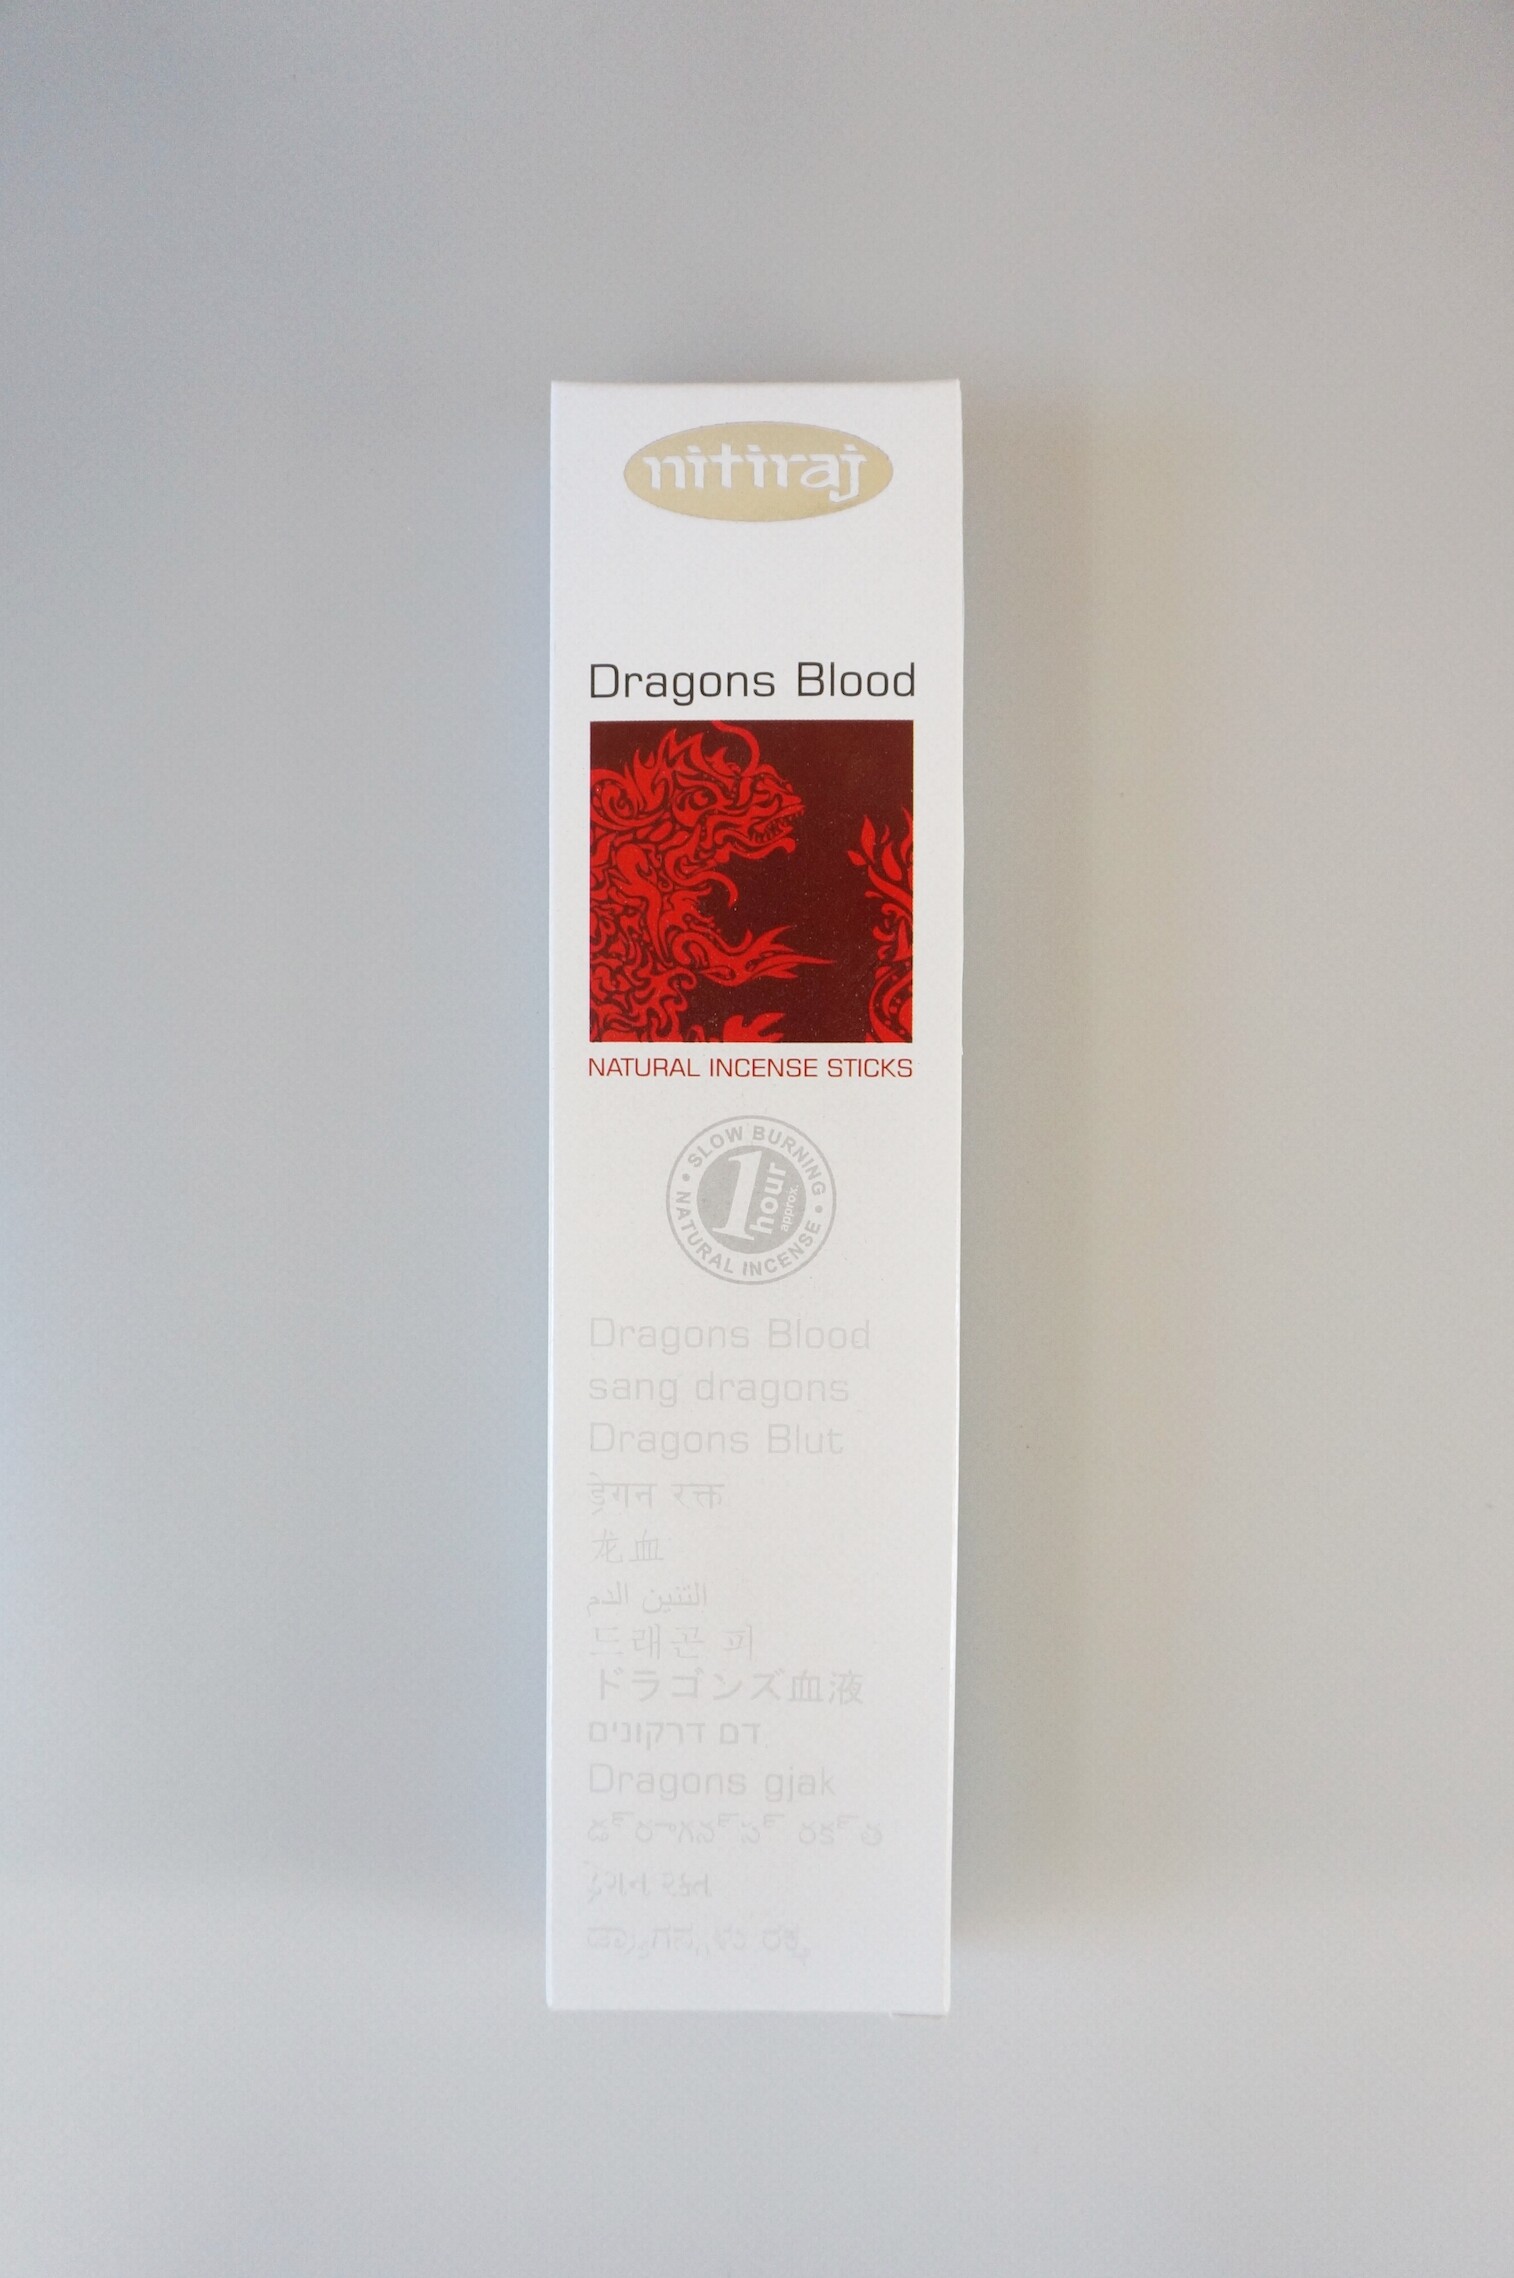 nitiraj
Dragons Blood
NATURAL INCENSE STICKS
SLOW BURNING
1 hour approx.
NATURAL INCENSE
Dragons Blood
sang dragons
Dragons Blut
ड्रेगन रक्त
龙血
التنين الدم
드래곤 피
ドラゴンズ血液
דם דרקונים
Dragons gjak